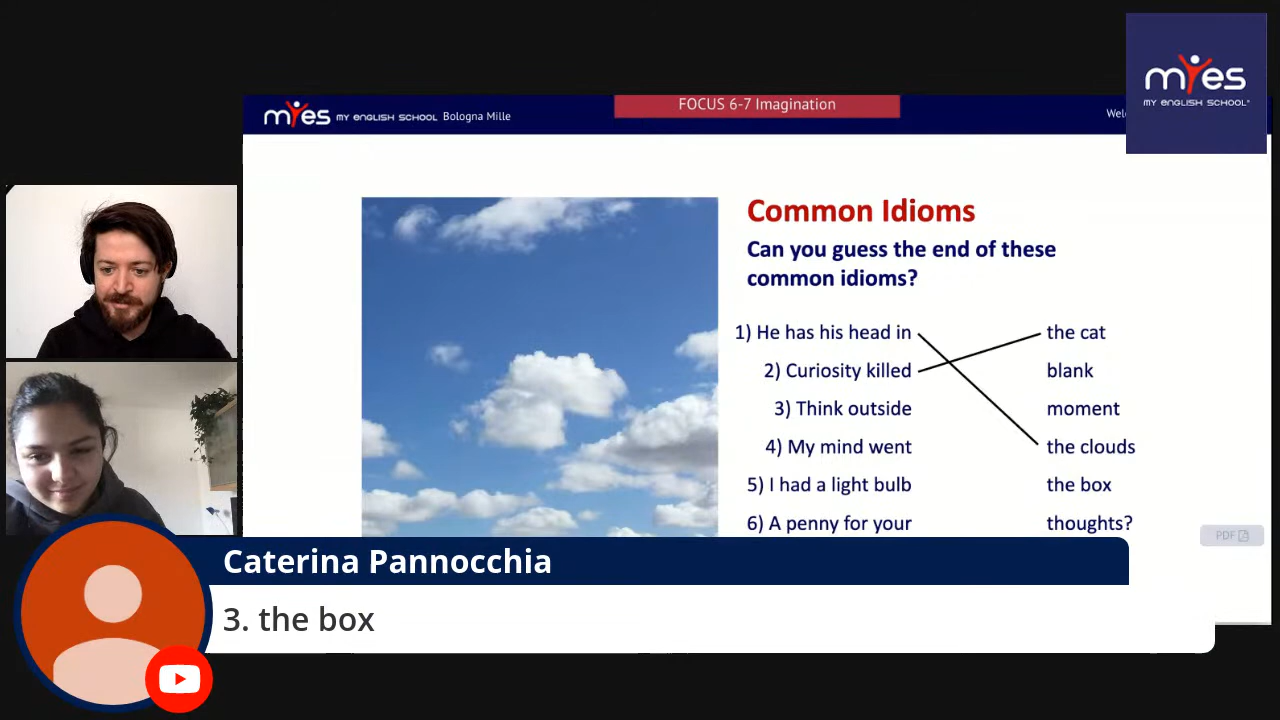 myes
MY ENGLISH SCHOOL®
myes MY ENGLISH SCHOOL Bologna Mille
FOCUS 6-7 Imagination
Wel
Common Idioms
Can you guess the end of these
common idioms?
1) He has his head in the cat
2) Curiosity killed blank
3) Think outside moment
4) My mind went the clouds
5) I had a light bulb the box
6) A penny for your thoughts?
PDF
Caterina Pannocchia
3. the box